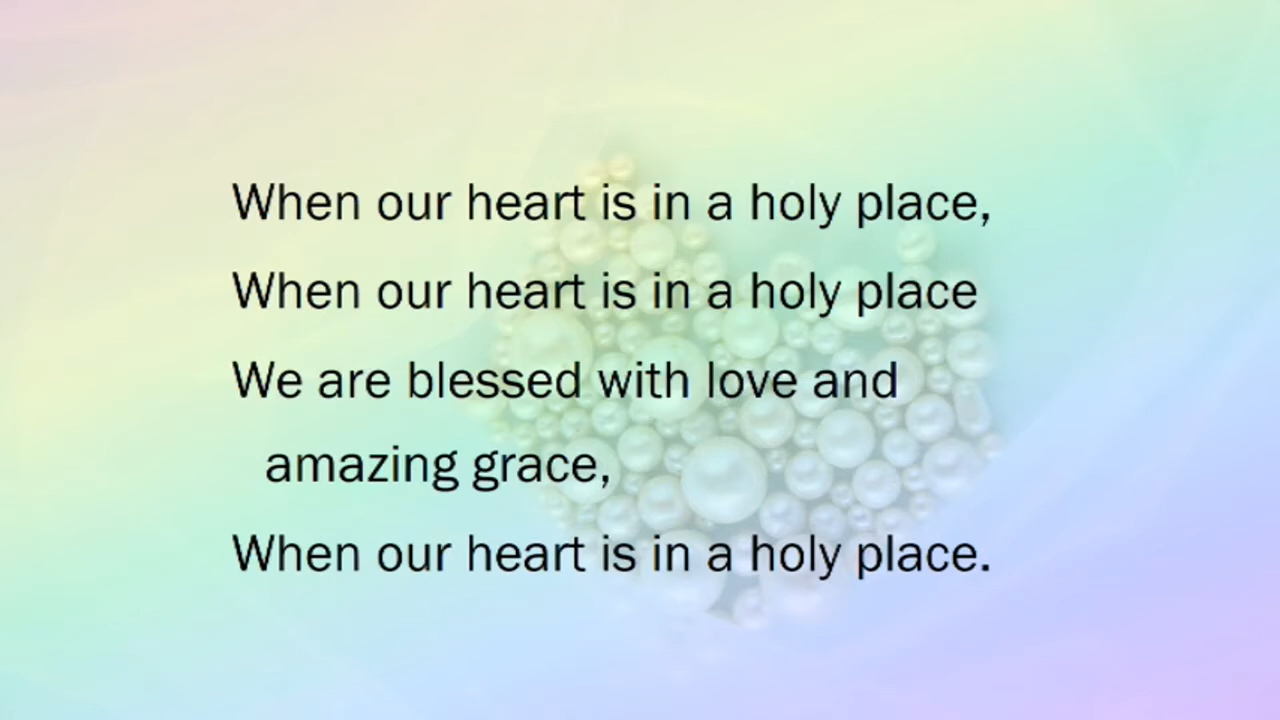 When our heart is in a holy place,
When our heart is in a holy place
We are blessed with love and
amazing grace,
When our heart is in a holy place.